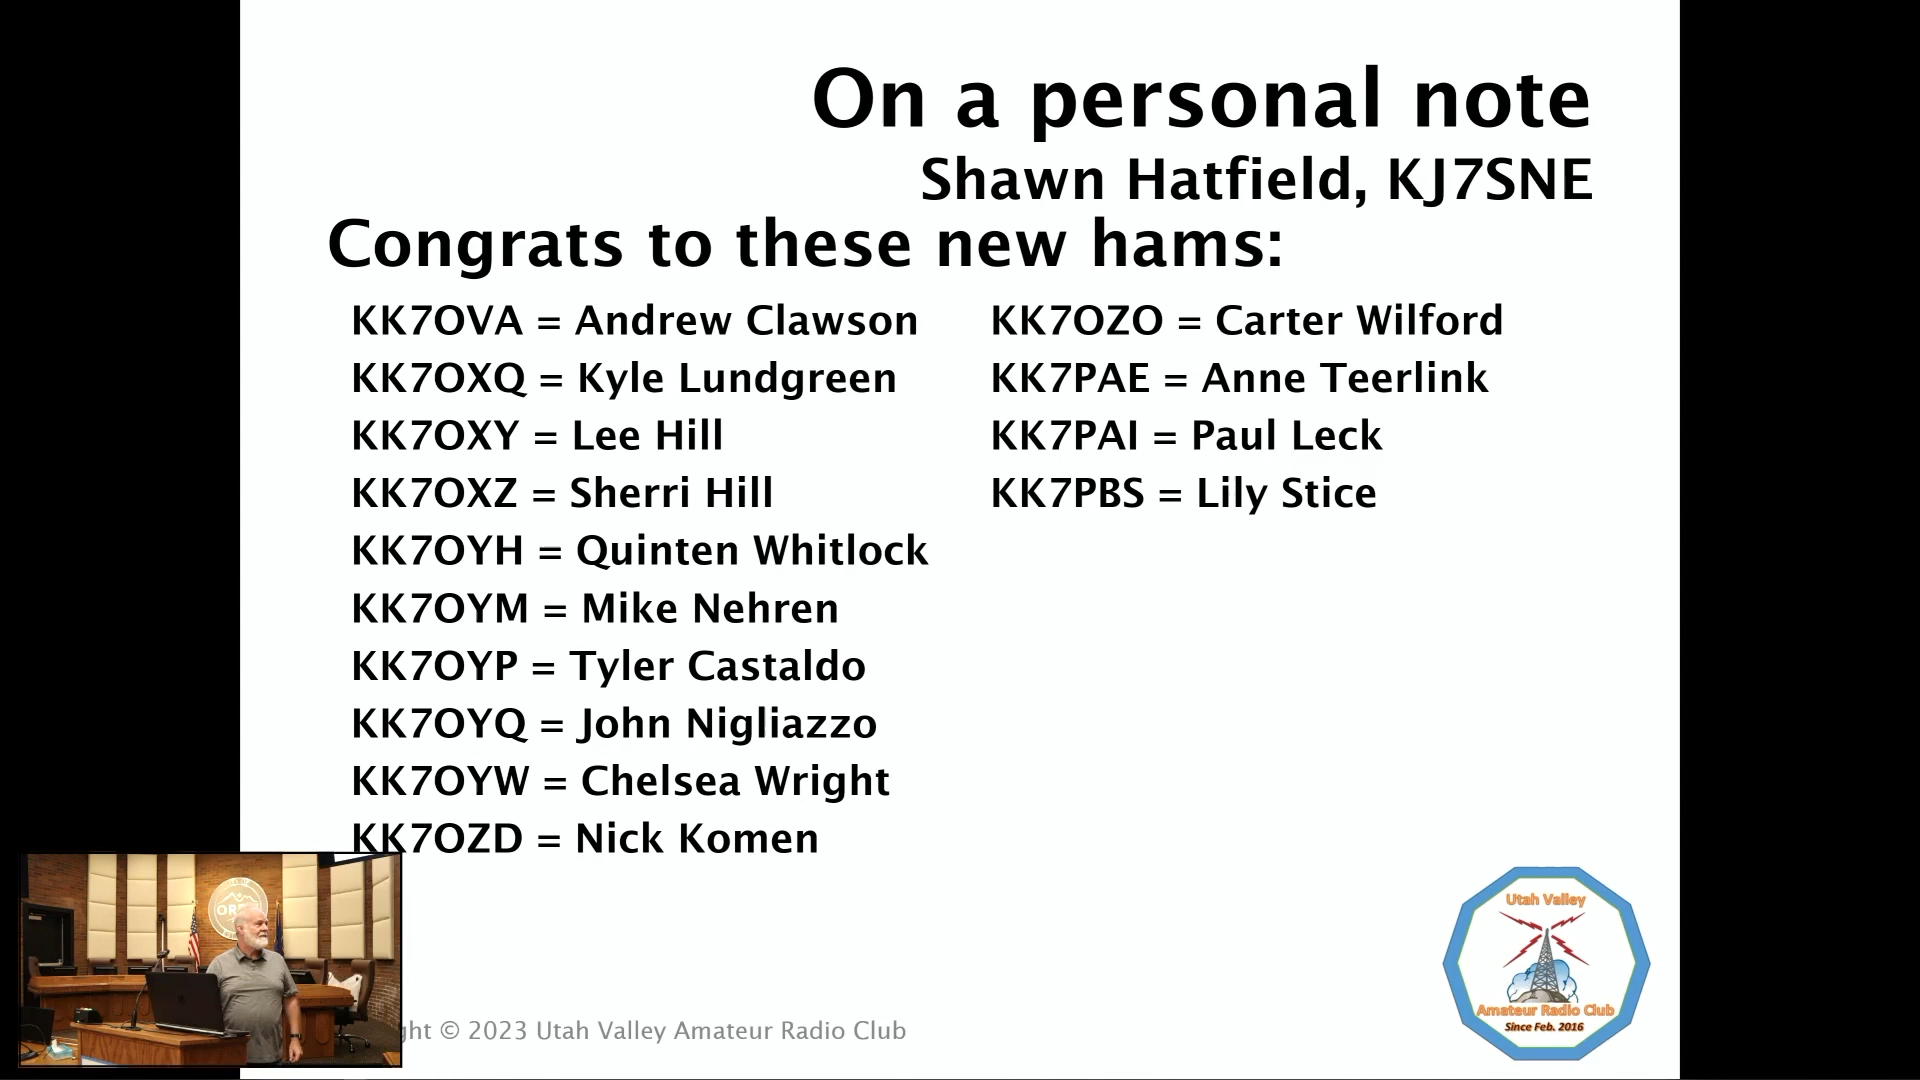 On a personal note
Shawn Hatfield, KJ7SNE
Congrats to these new hams:
KK7OVA = Andrew Clawson
KK7OXQ = Kyle Lundgreen
KK7OXY = Lee Hill
KK7OXZ = Sherri Hill
KK7OYH = Quinten Whitlock
KK7OYM = Mike Nehren
KK7OYP = Tyler Castaldo
KK7OYQ = John Nigliazzo
KK7OYW = Chelsea Wright
KK7OZD = Nick Komen
KK7OZO = Carter Wilford
KK7PAE = Anne Teerlink
KK7PAI = Paul Leck
KK7PBS = Lily Stice
© 2023 Utah Valley Amateur Radio Club
Utah Valley
Amateur Radio Club
Since Feb. 2016